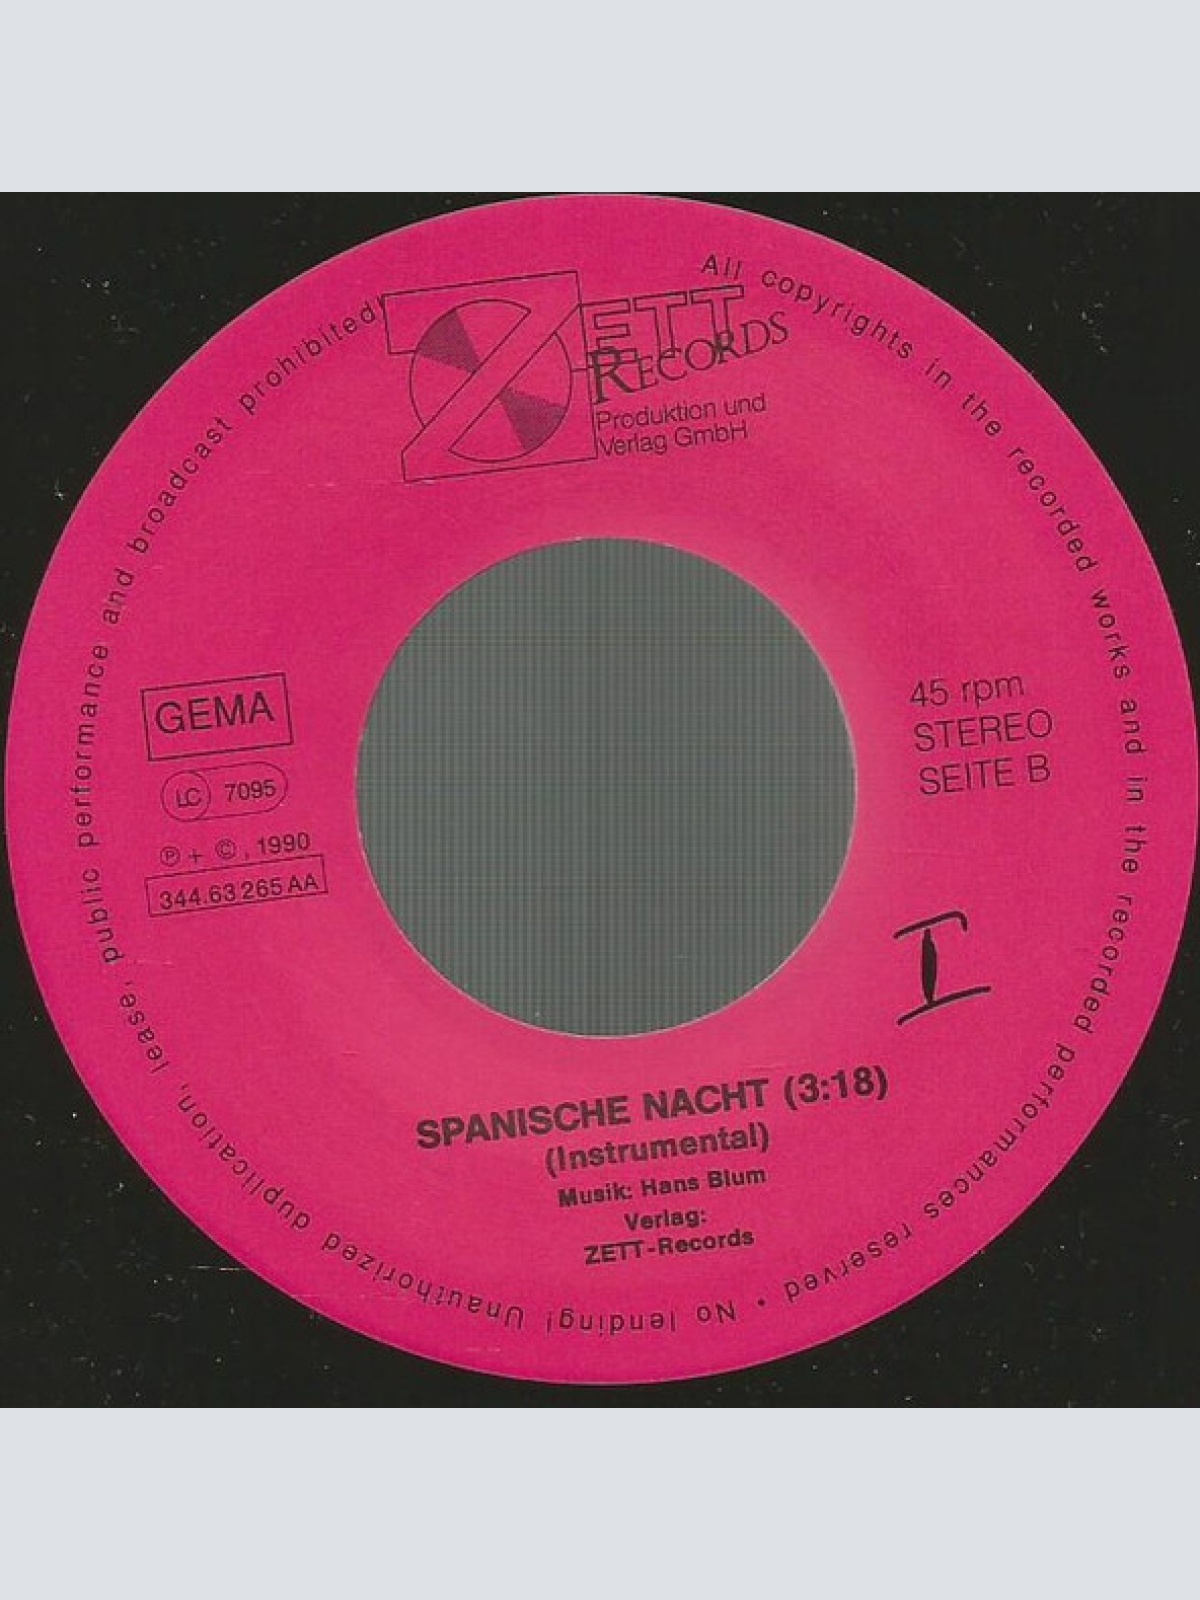 All copyrights in the recorded works and in the recorded performances reserved • No lending! Unauthorized duplication, lease, public performance and broadcast prohibited!
ZETT
RECORDS
Produktion und
Verlag GmbH
GEMA
LC 7095
℗ + ©, 1990
344.63 265 AA
45 rpm
STEREO
SEITE B
I
SPANISCHE NACHT (3:18)
(Instrumental)
Musik: Hans Blum
Verlag:
ZETT-Records